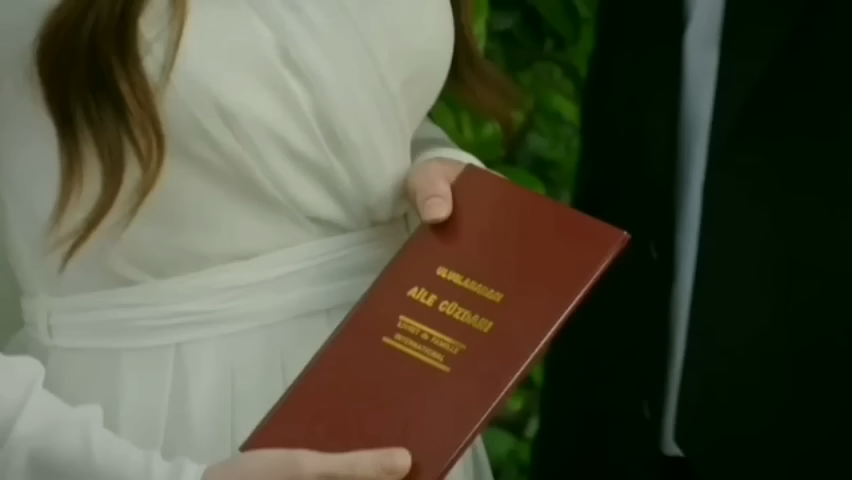 ULUSLARARASI
AİLE CÜZDANI
LIVRET de FAMILLE
INTERNATIONAL